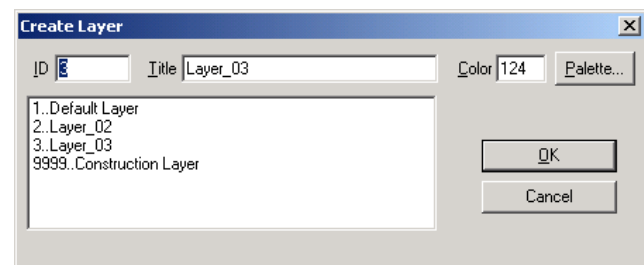 Create Layer
ID 3 Title Layer_03 Color 124 Palette...
1..Default Layer
2..Layer_02
3..Layer_03
9999..Construction Layer
OK
Cancel